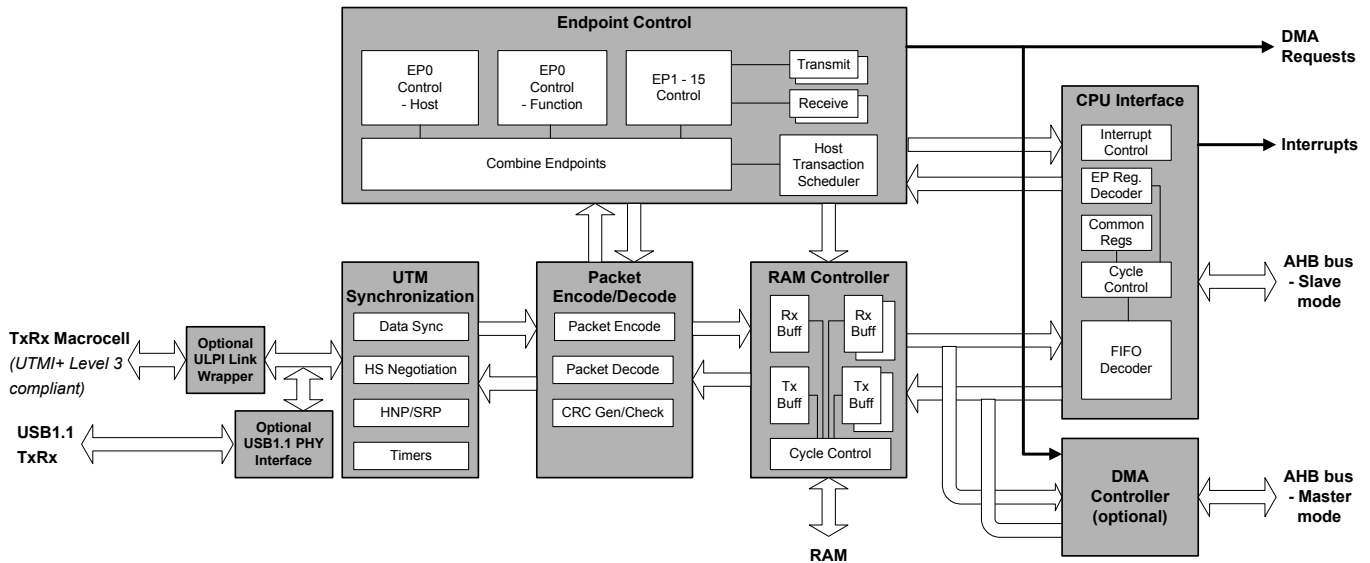 Endpoint Control
EP0
Control
- Host
EP0
Control
- Function
EP1 - 15
Control
Transmit
Receive
Combine Endpoints
Host
Transaction
Scheduler
DMA
Requests
CPU Interface
Interrupt
Control
EP Reg.
Decoder
Common
Regs
Cycle
Control
FIFO
Decoder
Interrupts
AHB bus
- Slave
mode
UTM
Synchronization
Data Sync
HS Negotiation
HNP/SRP
Timers
Packet
Encode/Decode
Packet Encode
Packet Decode
CRC Gen/Check
RAM Controller
Rx
Buff
Rx
Buff
Tx
Buff
Tx
Buff
Cycle Control
TxRx Macrocell
(UTMI+ Level 3
compliant)
Optional
ULPI Link
Wrapper
USB1.1
TxRx
Optional
USB1.1 PHY
Interface
RAM
DMA
Controller
(optional)
AHB bus
- Master
mode